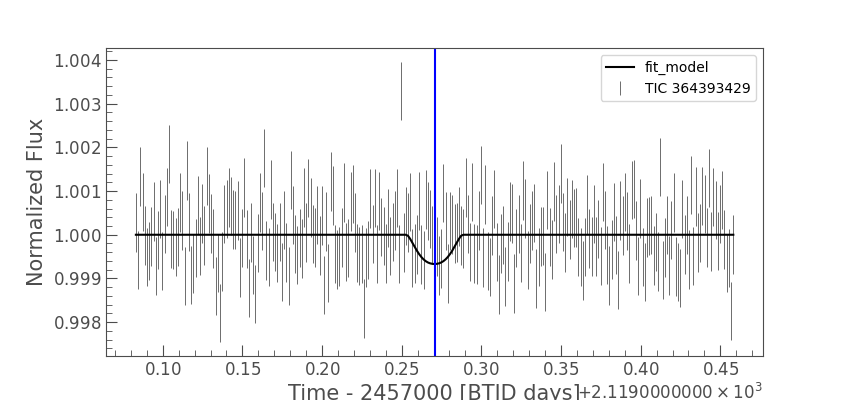 fit_model
TIC 364393429
1.004
1.003
1.002
1.001
1.000
0.999
0.998
Normalized Flux
0.10 0.15 0.20 0.25 0.30 0.35 0.40 0.45
Time - 2457000 [BTJD days]
+2.1190000000 × 10³